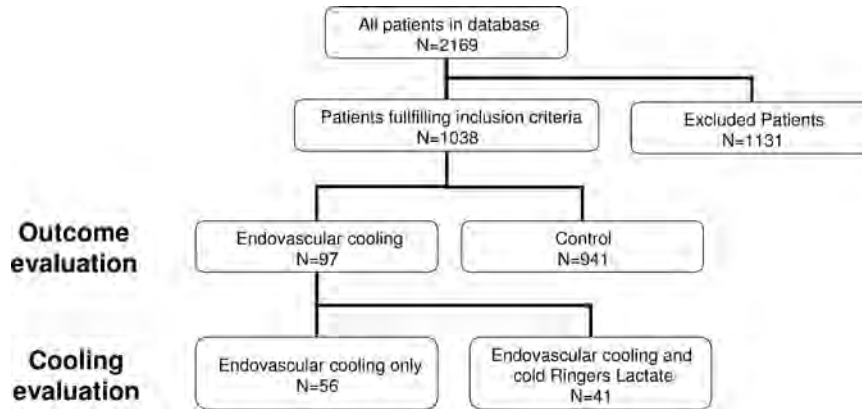 All patients in database
N=2169
Patients fullfilling inclusion criteria
N=1038
Excluded Patients
N=1131
Outcome
evaluation
Endovascular cooling
N=97
Control
N=941
Cooling
evaluation
Endovascular cooling only
N=56
Endovascular cooling and
cold Ringers Lactate
N=41